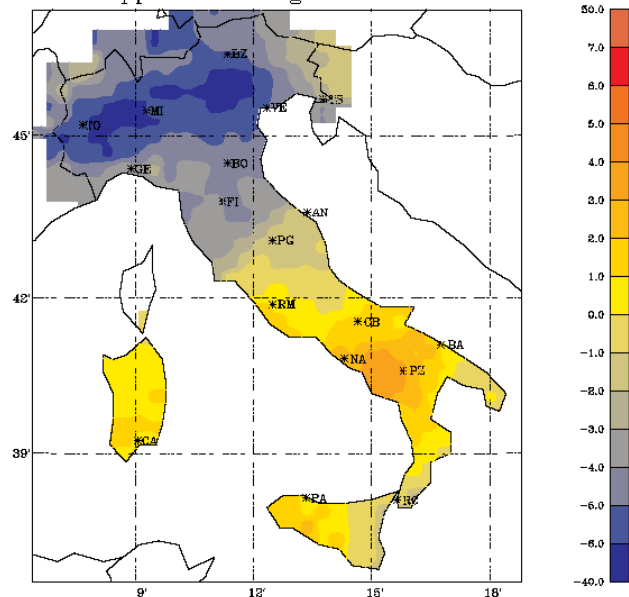 BZ
TS
MI
VE
TO
45'
BO
GE
FI
AN
PG
42'
RM
CB
BA
NA
PZ
CA
39'
PA
RC
9'
12'
15'
18'
50.0
7.0
6.0
5.0
4.0
3.0
2.0
1.0
0.0
-1.0
-2.0
-3.0
-4.0
-5.0
-6.0
-40.0